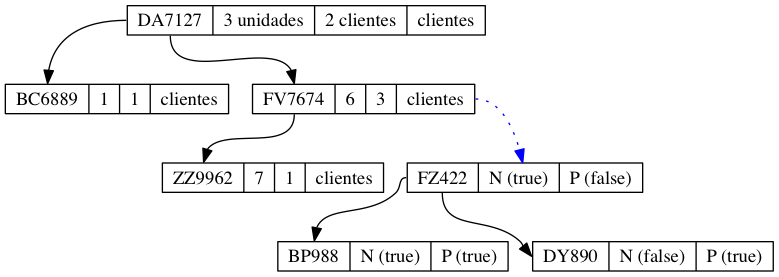 DA7127 3 unidades 2 clientes clientes
BC6889 1 1 clientes
FV7674 6 3 clientes
ZZ9962 7 1 clientes
FZ422 N (true) P (false)
BP988 N (true) P (true)
DY890 N (false) P (true)